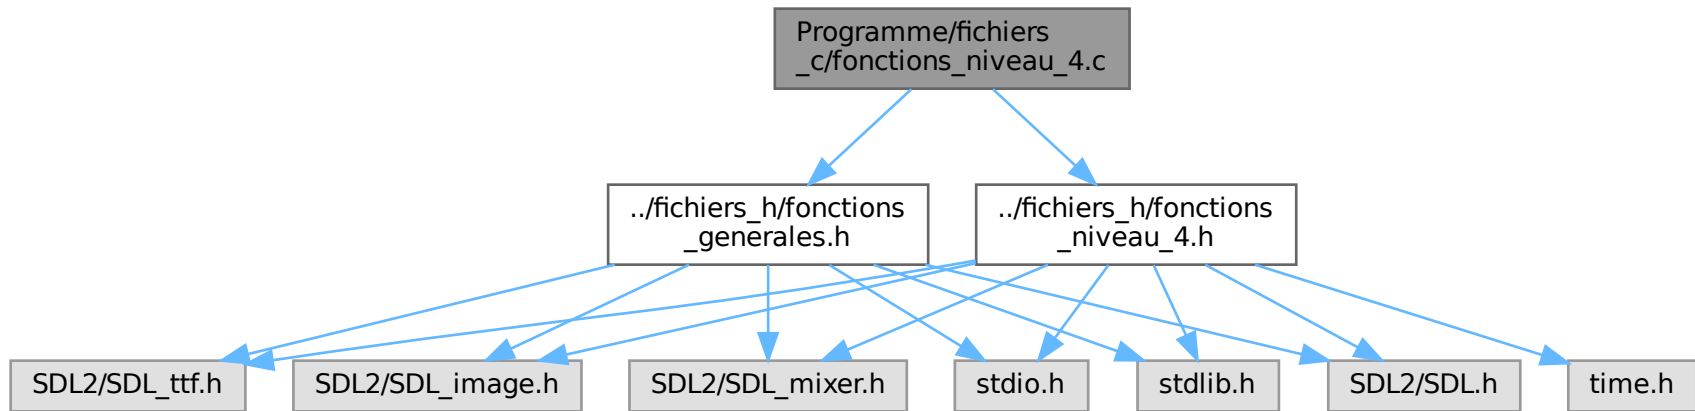 Programme/fichiers
_c/fonctions_niveau_4.c
../fichiers_h/fonctions
_generales.h
../fichiers_h/fonctions
_niveau_4.h
SDL2/SDL_ttf.h
SDL2/SDL_image.h
SDL2/SDL_mixer.h
stdio.h
stdlib.h
SDL2/SDL.h
time.h